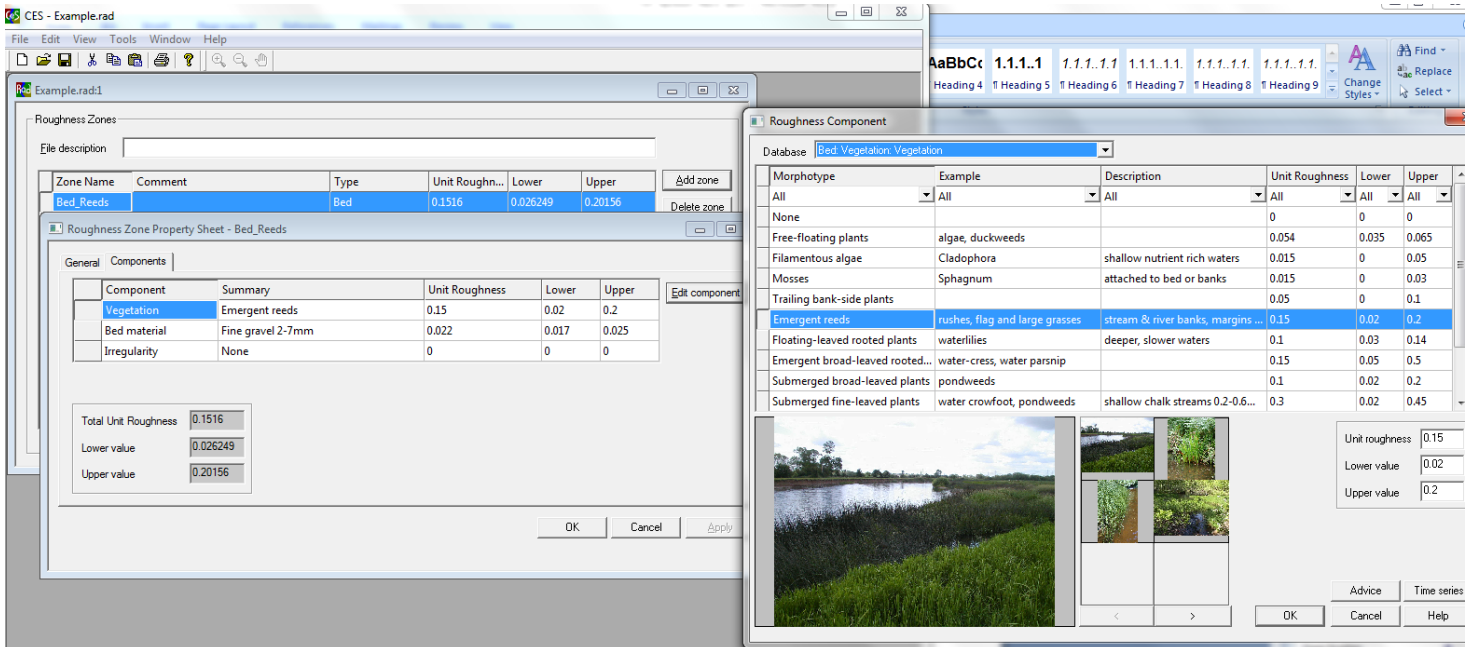 CES - Example.rad
File Edit View Tools Window Help
Example.rad:1
Roughness Zones
File description
Zone Name Comment Type Unit Roughn... Lower Upper
Bed_Reeds Bed 0.1516 0.026249 0.20156
Add zone
Delete zone
Roughness Zone Property Sheet - Bed_Reeds
General Components
Component Summary Unit Roughness Lower Upper
Vegetation Emergent reeds 0.15 0.02 0.2
Bed material Fine gravel 2-7mm 0.022 0.017 0.025
Irregularity None 0 0 0
Edit component
Total Unit Roughness 0.1516
Lower value 0.026249
Upper value 0.20156
OK Cancel Apply
AaBbCc 1.1.1..1 1.1.1..1.1 1.1.1..1.1. 1.1.1..1.1. 1.1.1..1.1.
Heading 4 ¶ Heading 5 ¶ Heading 6 ¶ Heading 7 ¶ Heading 8 ¶ Heading 9
Change Styles
Find
Replace
Select
Roughness Component
Database Bed: Vegetation: Vegetation
Morphotype Example Description Unit Roughness Lower Upper
All All All All All All
None 0 0 0
Free-floating plants algae, duckweeds 0.054 0.035 0.065
Filamentous algae Cladophora shallow nutrient rich waters 0.015 0 0.05
Mosses Sphagnum attached to bed or banks 0.015 0 0.03
Trailing bank-side plants 0.05 0 0.1
Emergent reeds rushes, flag and large grasses stream & river banks, margins ... 0.15 0.02 0.2
Floating-leaved rooted plants waterlilies deeper, slower waters 0.1 0.03 0.14
Emergent broad-leaved rooted... water-cress, water parsnip 0.15 0.05 0.5
Submerged broad-leaved plants pondweeds 0.1 0.02 0.2
Submerged fine-leaved plants water crowfoot, pondweeds shallow chalk streams 0.2-0.6... 0.3 0.02 0.45
Unit roughness 0.15
Lower value 0.02
Upper value 0.2
Advice Time series
< > OK Cancel Help